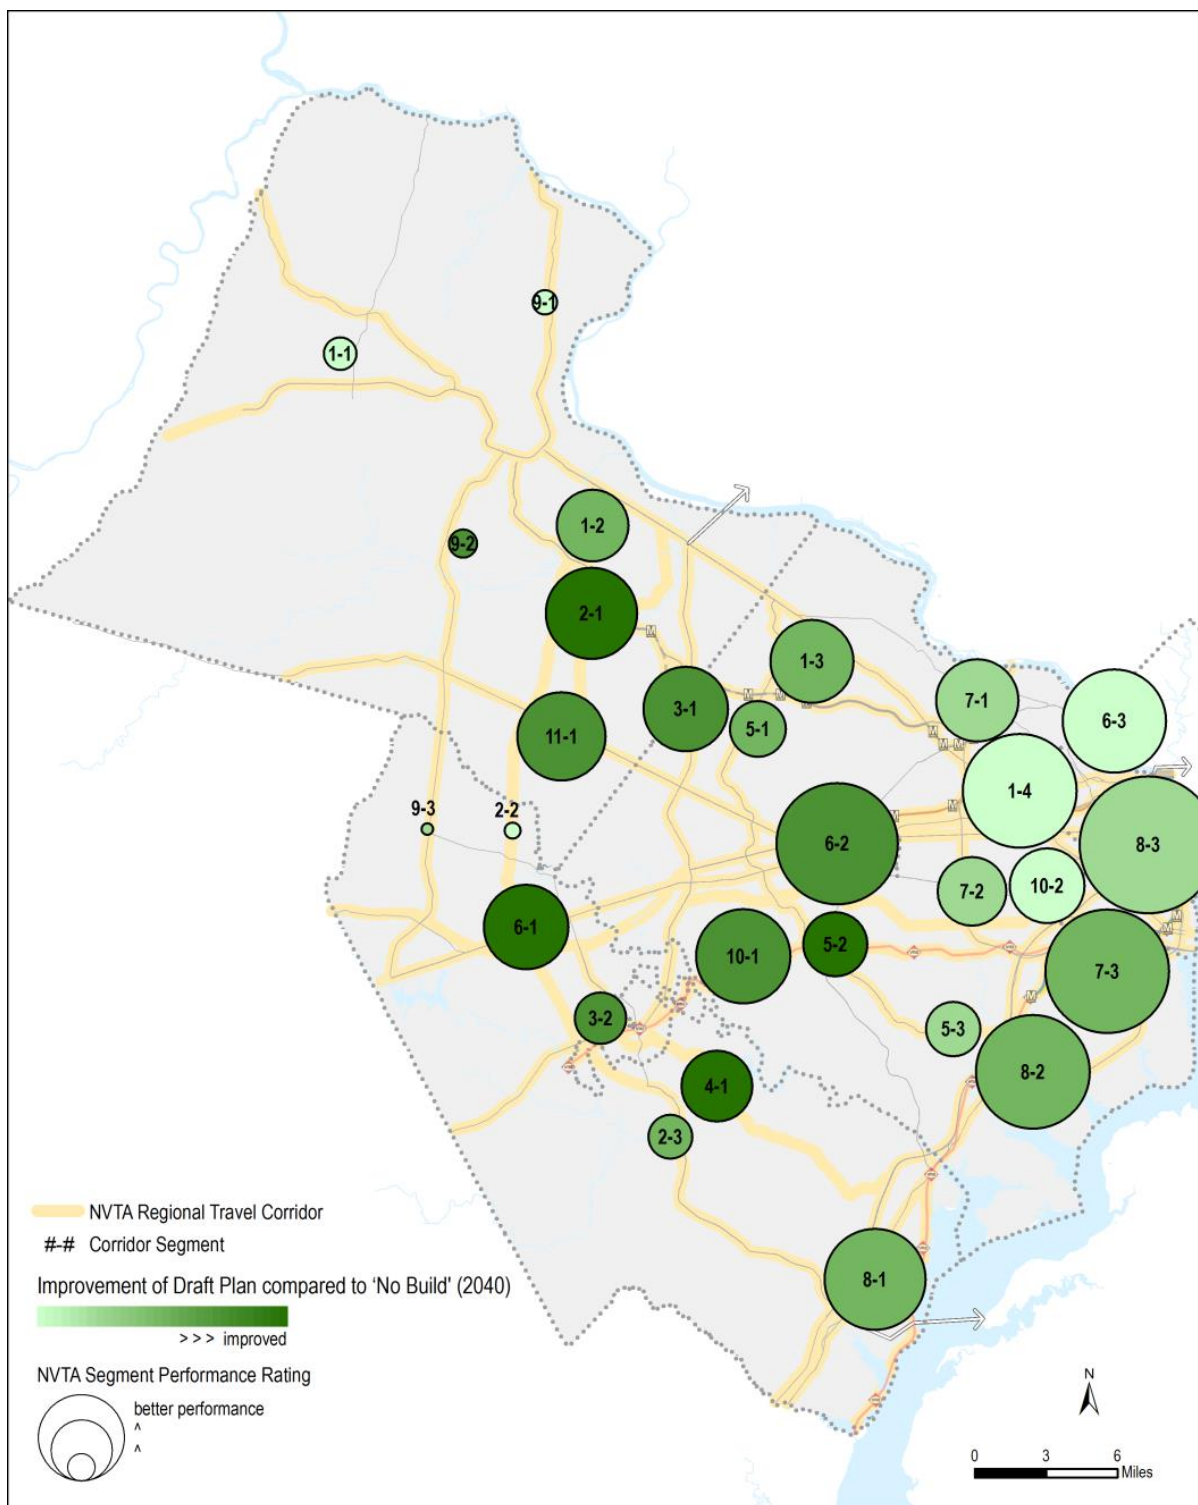 9-1
1-1
1-2
9-2
2-1
M
1-3
3-1
M
M
M
7-1
6-3
5-1
11-1
M
M
M
1-4
9-3
2-2
M
M
6-2
8-3
7-2
10-2
6-1
5-2
10-1
M
M
7-3
M
3-2
5-3
8-2
4-1
2-3
8-1
NVTA Regional Travel Corridor
#-# Corridor Segment
Improvement of Draft Plan compared to 'No Build' (2040)
> > > improved
NVTA Segment Performance Rating
better performance
^
^
N
0 3 6
Miles